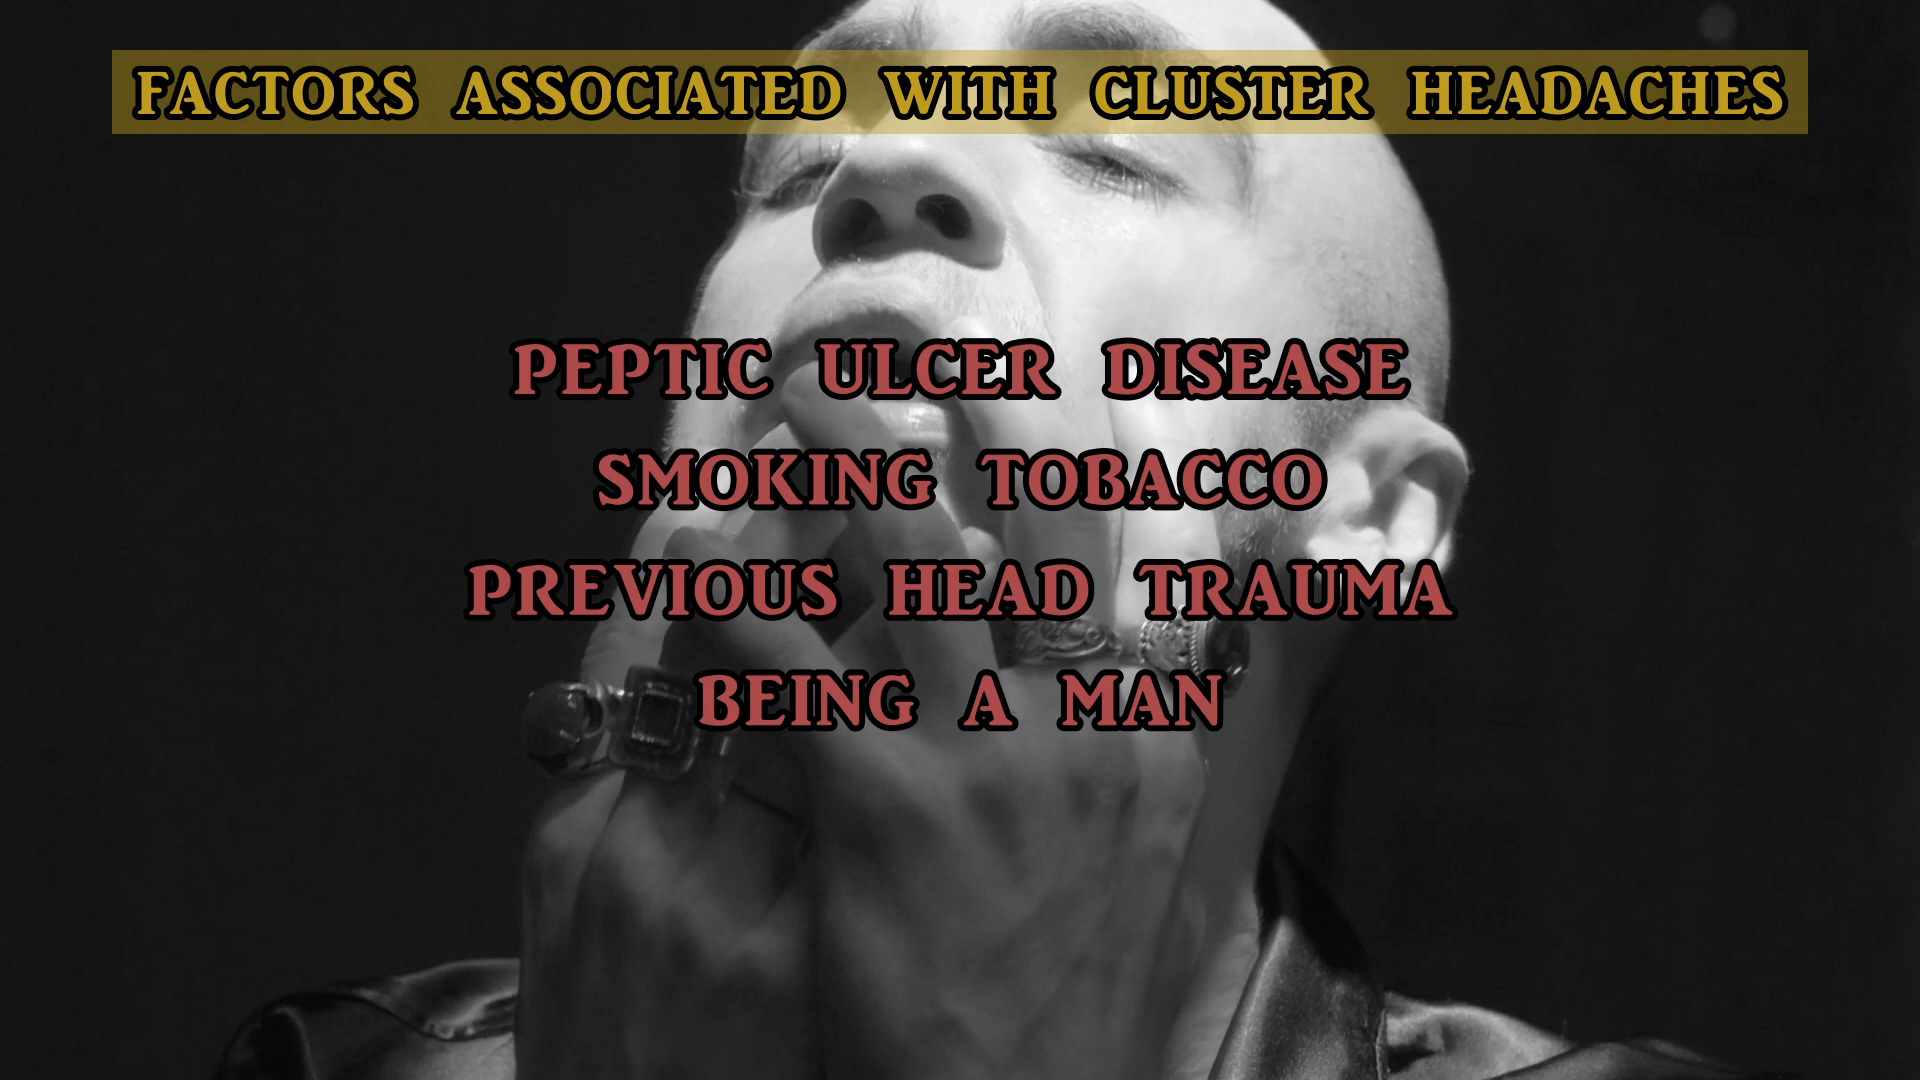 FACTORS ASSOCIATED WITH CLUSTER HEADACHES
PEPTIC ULCER DISEASE
SMOKING TOBACCO
PREVIOUS HEAD TRAUMA
BEING A MAN